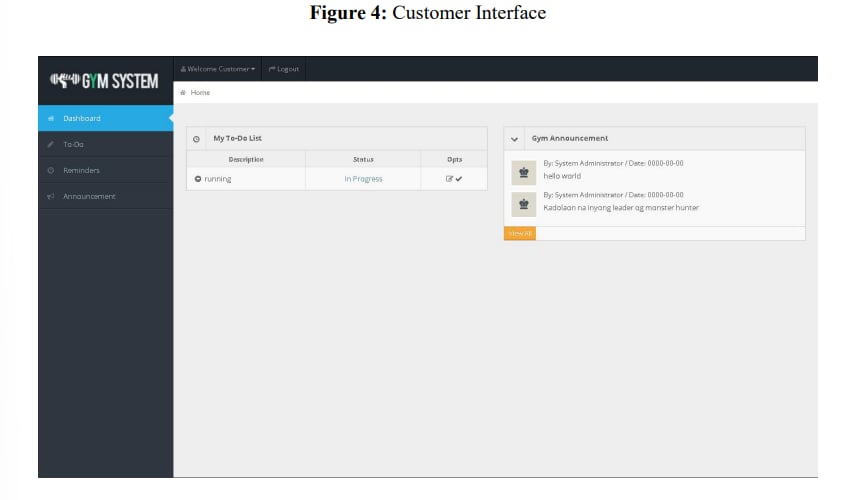 Figure 4: Customer Interface
GYM SYSTEM
Welcome Customer
Logout
Home
Dashboard
To-Do
Reminders
Announcement
My To-Do List
Description Status Opts
running In Progress
Gym Announcement
By: System Administrator / Date: 0000-00-00
hello world
By: System Administrator / Date: 0000-00-00
Kadolaon na inyong leader ag monster hunter
View All